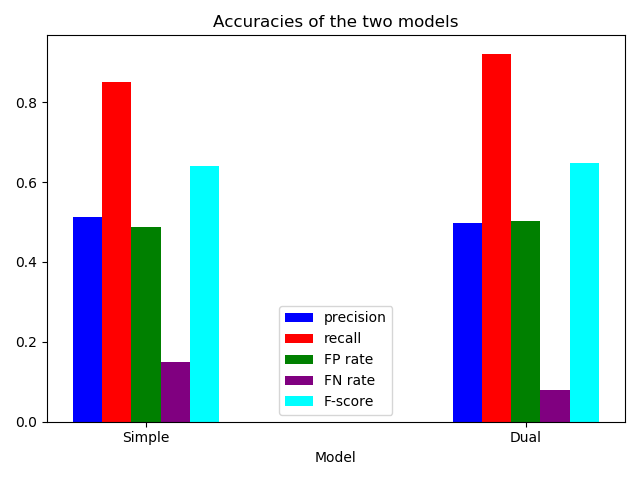 Accuracies of the two models
0.8
0.6
0.4
0.2
0.0
precision
recall
FP rate
FN rate
F-score
Simple
Dual
Model